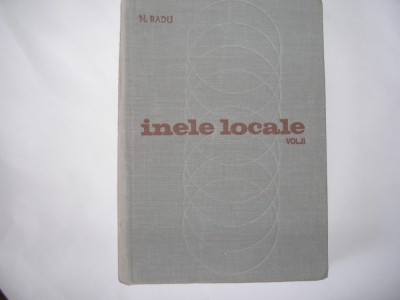 N. RADU
inele locale
VOL.II